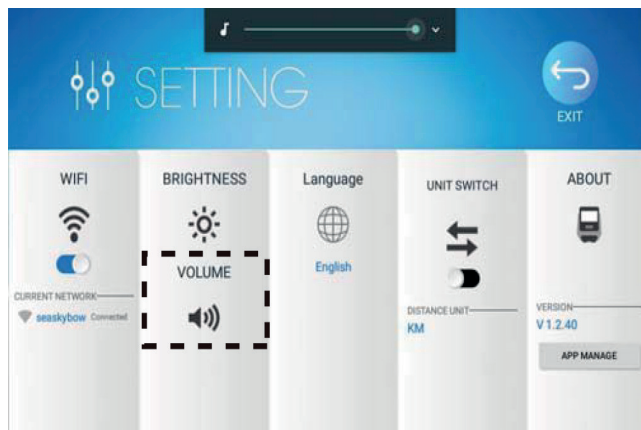 SETTING
EXIT
WIFI
BRIGHTNESS
Language
UNIT SWITCH
ABOUT
VOLUME
English
CURRENT NETWORK
seaskybow Connected
DISTANCE UNIT
KM
VERSION
V 1.2.40
APP MANAGE